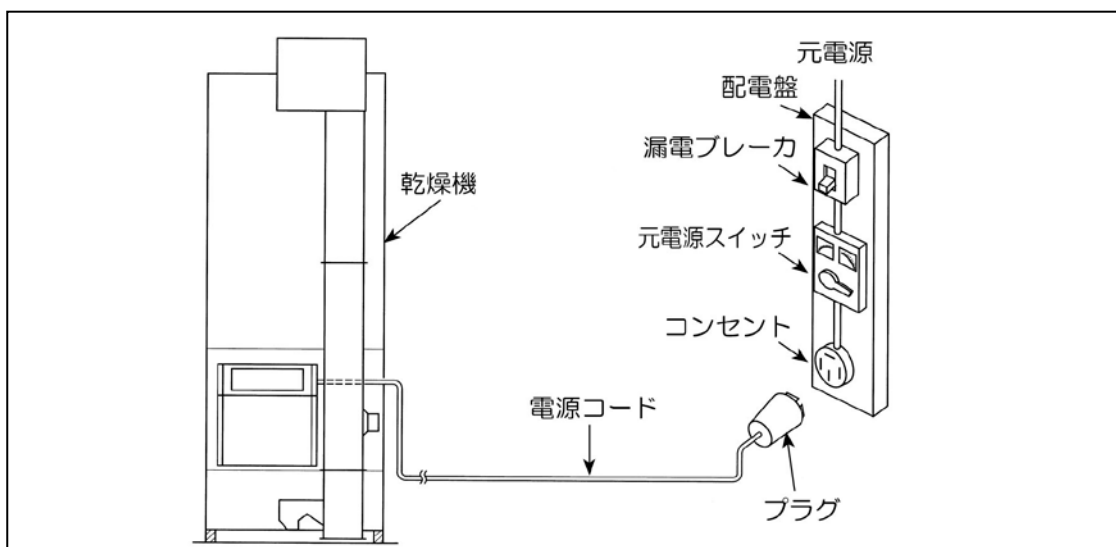 元電源
配電盤
漏電ブレーカ
乾燥機
元電源スイッチ
コンセント
電源コード
プラグ